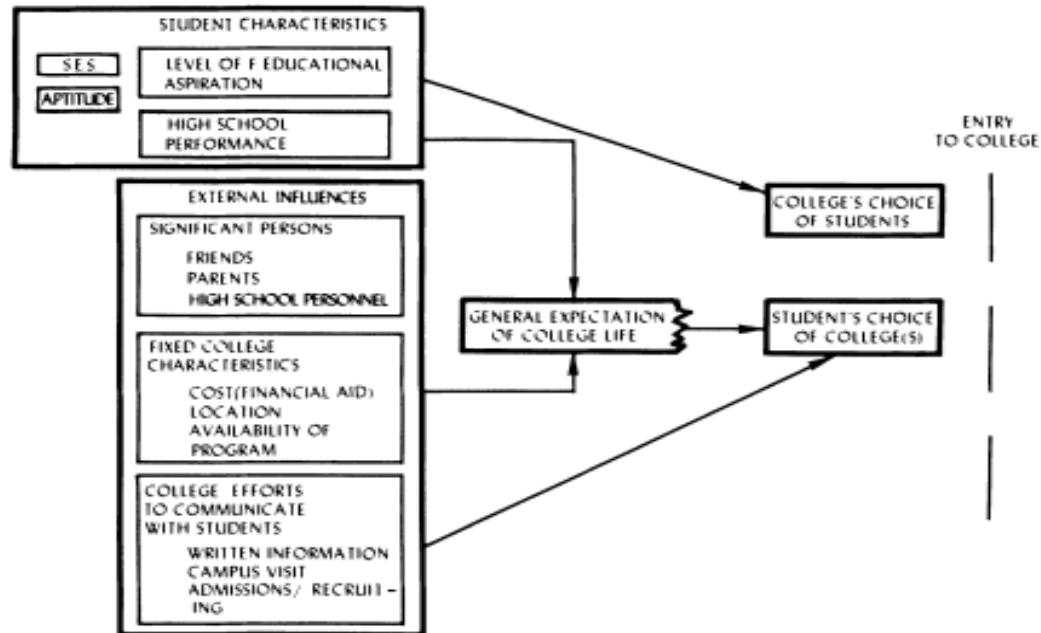 STUDENT CHARACTERISTICS
SES
APTITUDE
LEVEL OF F EDUCATIONAL
ASPIRATION
HIGH SCHOOL
PERFORMANCE
ENTRY
TO COLLEGE
COLLEGE'S CHOICE
OF STUDENTS
EXTERNAL INFLUENCES
SIGNIFICANT PERSONS
FRIENDS
PARENTS
HIGH SCHOOL PERSONNEL
GENERAL EXPECTATION
OF COLLEGE LIFE
STUDENT'S CHOICE
OF COLLEGE(S)
FIXED COLLEGE
CHARACTERISTICS
COST(FINANCIAL AID)
LOCATION
AVAILABILITY OF
PROGRAM
COLLEGE EFFORTS
TO COMMUNICATE
WITH STUDENTS
WRITTEN INFORMATION
CAMPUS VISIT
ADMISSIONS/ RECRUIT-
ING